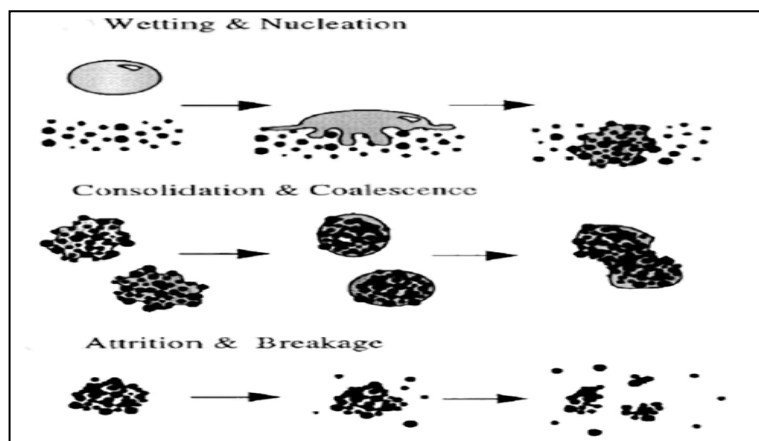 Wetting & Nucleation
Consolidation & Coalescence
Attrition & Breakage